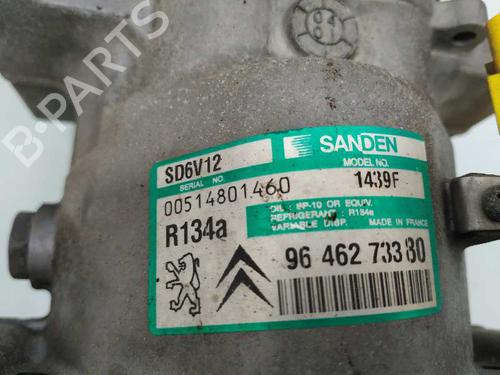 B-PARTS
SD6V12
SANDEN
SERIAL NO.
MODEL NO.
00514801460
1439F
OIL : SP-10 OR EQUIV.
REFRIGERANT : R134a
VARIABLE DISP. MADE IN FRANCE
R134a
96 462 733 80